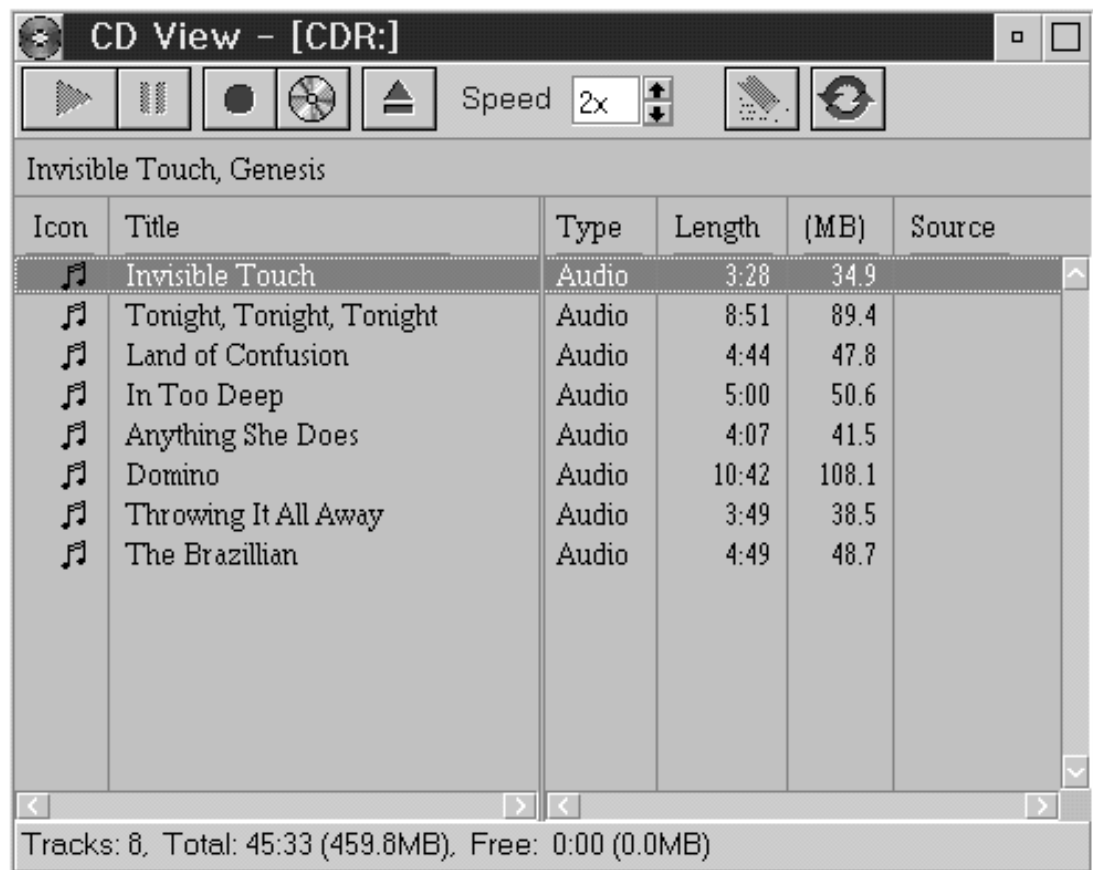 CD View - [CDR:]
Speed 2x
Invisible Touch, Genesis
Icon Title Type Length (MB) Source
Invisible Touch Audio 3:28 34.9
Tonight, Tonight, Tonight Audio 8:51 89.4
Land of Confusion Audio 4:44 47.8
In Too Deep Audio 5:00 50.6
Anything She Does Audio 4:07 41.5
Domino Audio 10:42 108.1
Throwing It All Away Audio 3:49 38.5
The Brazillian Audio 4:49 48.7
Tracks: 8, Total: 45:33 (459.8MB), Free: 0:00 (0.0MB)